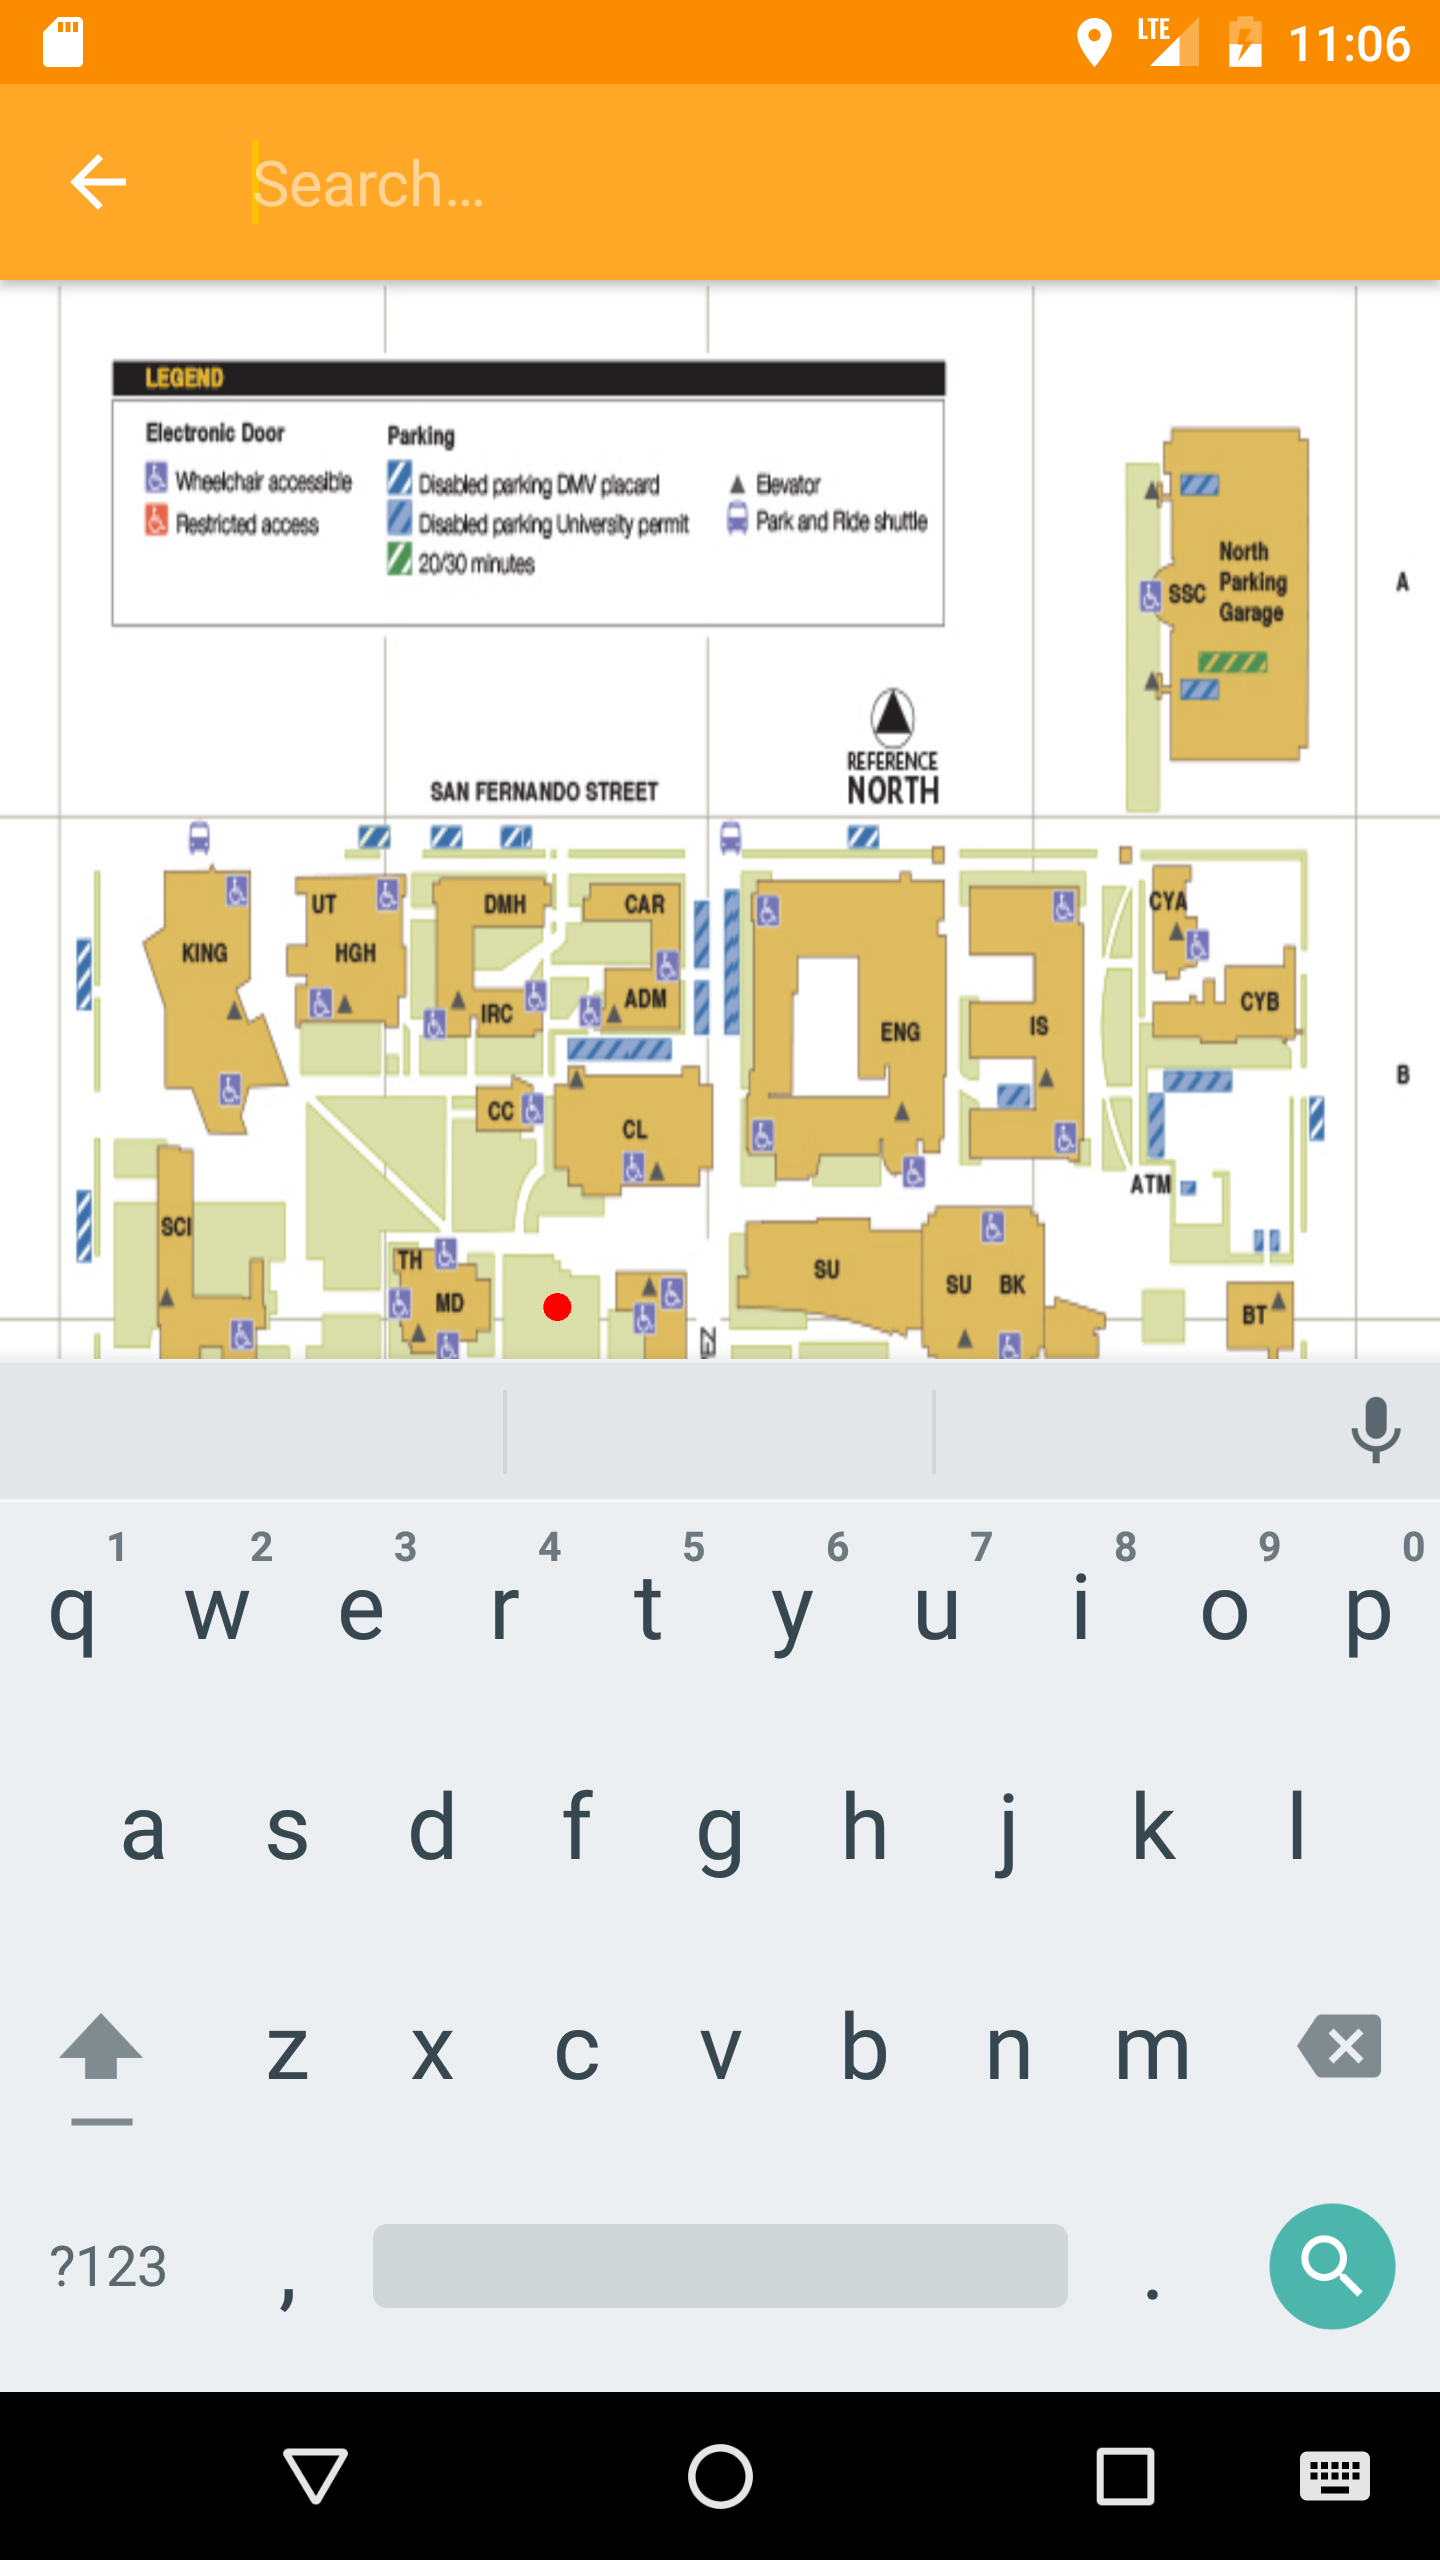 LTE 11:06
Search...
LEGEND
Electronic Door
Parking
Wheelchair accessible
Disabled parking DMV placard
Elevator
Restricted access
Disabled parking University permit
Park and Ride shuttle
20/30 minutes
North
Parking
Garage
SSC
A
REFERENCE
NORTH
SAN FERNANDO STREET
UT
DMH
CAR
CYA
KING
HGH
ADM
IRC
CYB
ENG
IS
B
CC
CL
ATM
SCI
TH
MD
SU
SU BK
BT
1 2 3 4 5 6 7 8 9 0
q w e r t y u i o p
a s d f g h j k l
z x c v b n m
?123 , .